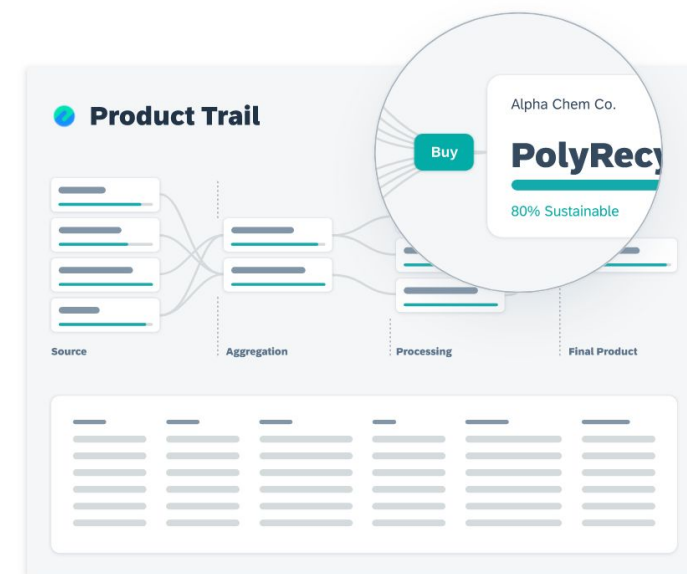 Product Trail
Alpha Chem Co.
Buy
PolyRecy
80% Sustainable
Source
Aggregation
Processing
Final Product